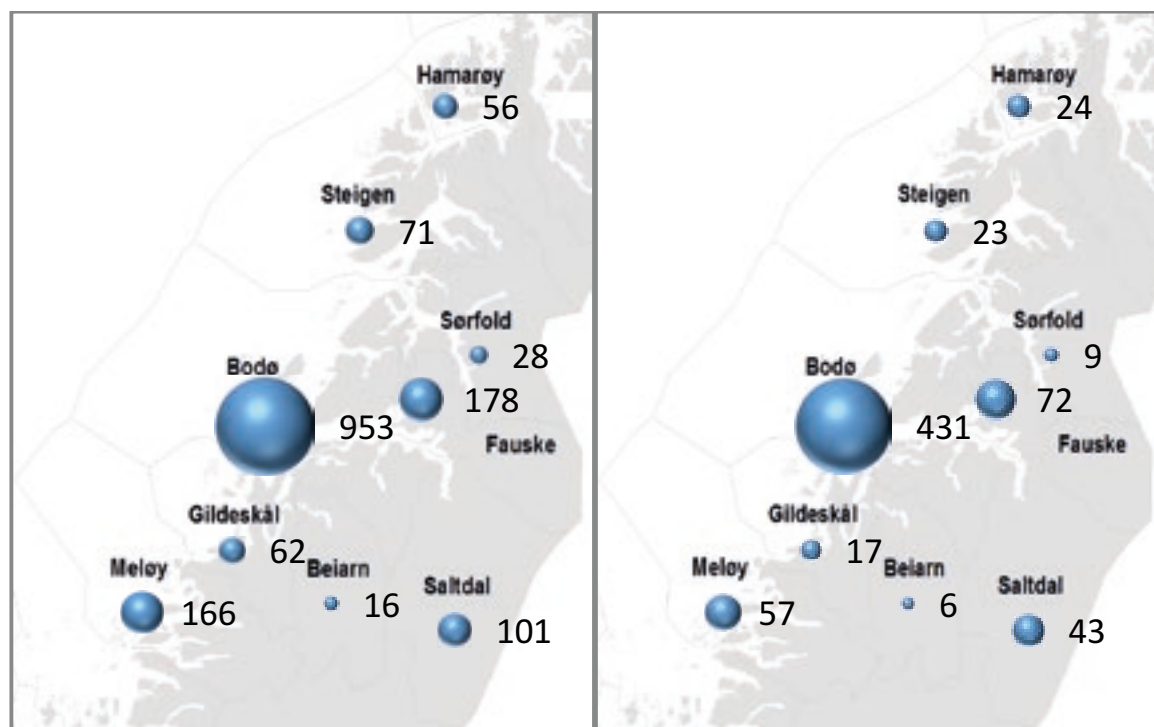 Hamarøy
56
Steigen
71
Sørfold
28
Bodø
178
953
Fauske
Gildeskål
62
Meløy
Beiarn
16
Saltdal
166
101
Hamarøy
24
Steigen
23
Sørfold
9
Bodø
72
431
Fauske
Gildeskål
17
Meløy
Beiarn
6
Saltdal
57
43